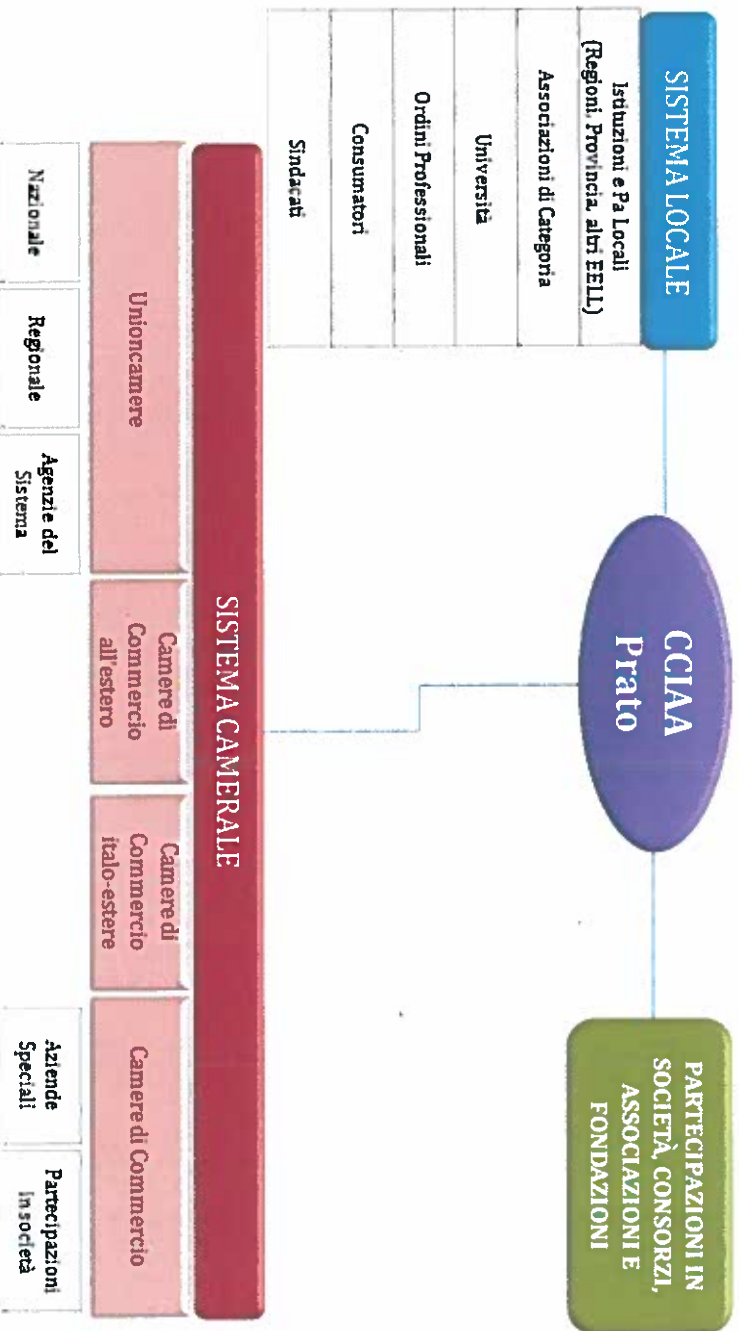 SISTEMA LOCALE
Istituzioni e Pa Locali
(Regioni, Provincia, altri EELL)
Associazioni di Categoria
Università
Ordini Professionali
Consumatori
Sindacati
CCIAA
Prato
PARTECIPAZIONI IN
SOCIETÀ, CONSORZI,
ASSOCIAZIONI E
FONDAZIONI
SISTEMA CAMERALE
Unioncamere
Camere di
Commercio
all'estero
Camere di
Commercio
italo-estere
Camere di Commercio
Nazionale
Regionale
Agenzie del
Sistema
Aziende
Speciali
Partecipazioni
in società